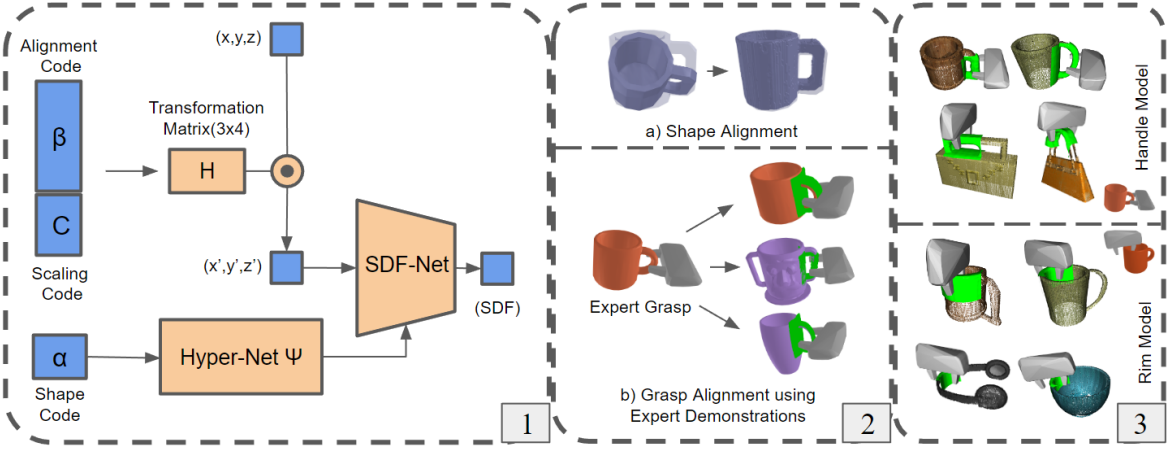 Alignment
Code
β
C
Scaling
Code
α
Shape
Code
(x,y,z)
Transformation
Matrix(3x4)
H
(x',y',z')
SDF-Net
(SDF)
Hyper-Net Ψ
1
a) Shape Alignment
Expert Grasp
b) Grasp Alignment using
Expert Demonstrations
2
Handle Model
Rim Model
3